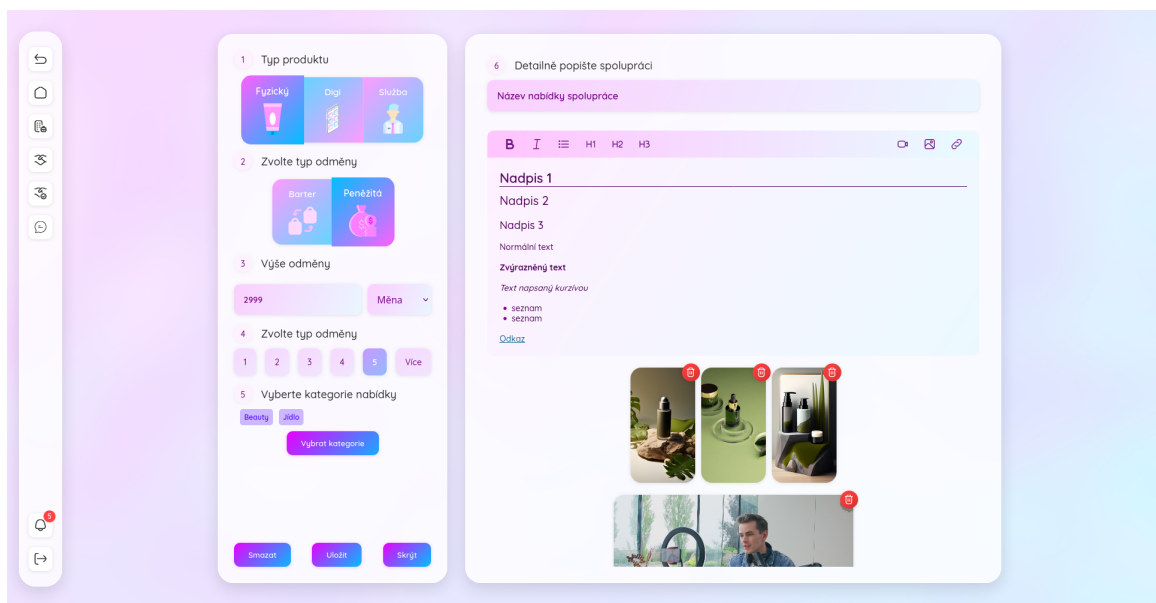 1 Typ produktu
Fyzický Digi Služba
2 Zvolte typ odměny
Barter Peněžitá
3 Výše odměny
2999 Měna
4 Zvolte typ odměny
1 2 3 4 5 Více
5 Vyberte kategorie nabídky
Beauty Jídlo
Vybrat kategorie
Smazat Uložit Skrýt
5
6 Detailně popište spolupráci
Název nabídky spolupráce
B I H1 H2 H3
Nadpis 1
Nadpis 2
Nadpis 3
Normální text
Zvýrazněný text
Text napsaný kurzívou
• seznam
• seznam
Odkaz